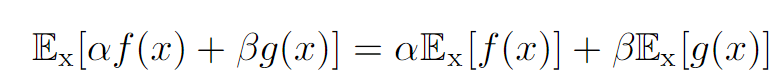 𝔼ₓ[αf(x) + βg(x)] = α𝔼ₓ[f(x)] + β𝔼ₓ[g(x)]